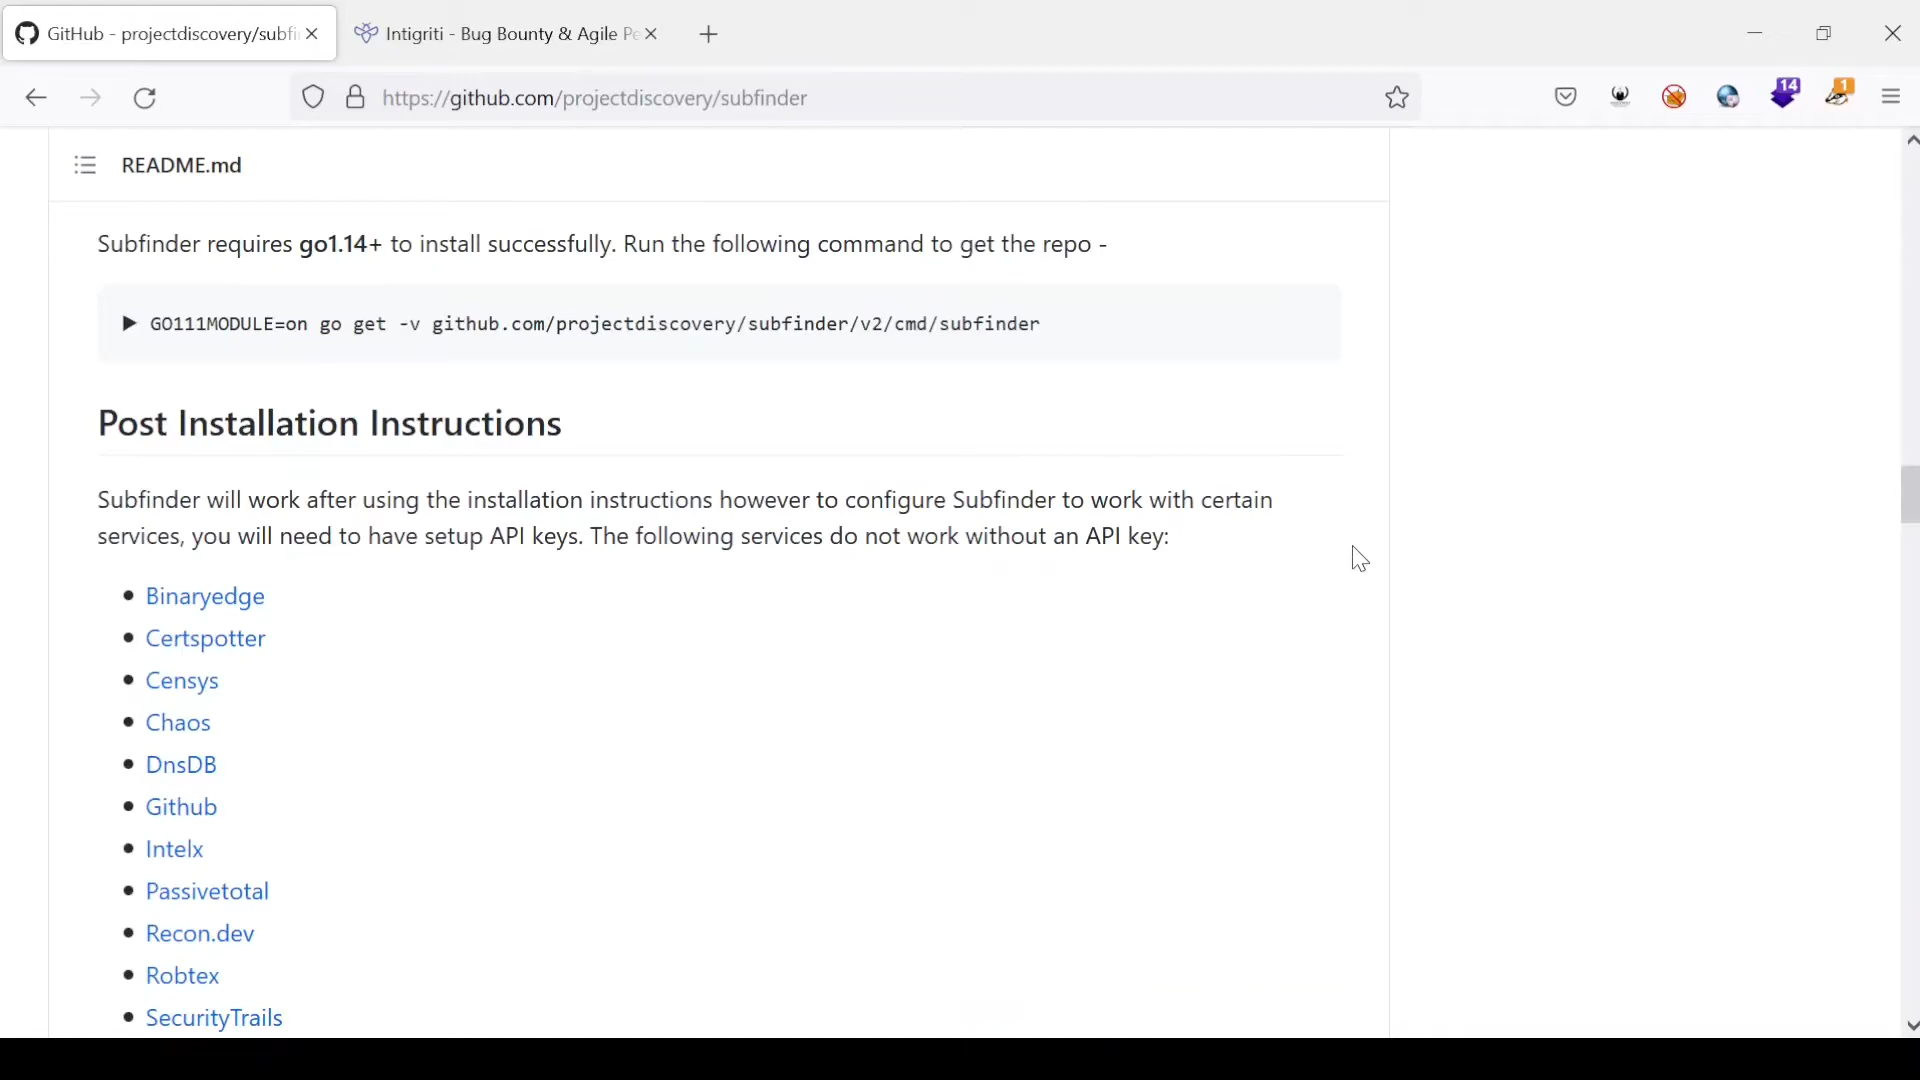 GitHub - projectdiscovery/subfi
Intigriti - Bug Bounty & Agile Pe
https://github.com/projectdiscovery/subfinder
14
1
README.md
Subfinder requires go1.14+ to install successfully. Run the following command to get the repo -
▶ GO111MODULE=on go get -v github.com/projectdiscovery/subfinder/v2/cmd/subfinder
Post Installation Instructions
Subfinder will work after using the installation instructions however to configure Subfinder to work with certain
services, you will need to have setup API keys. The following services do not work without an API key:
• Binaryedge
• Certspotter
• Censys
• Chaos
• DnsDB
• Github
• Intelx
• Passivetotal
• Recon.dev
• Robtex
• SecurityTrails